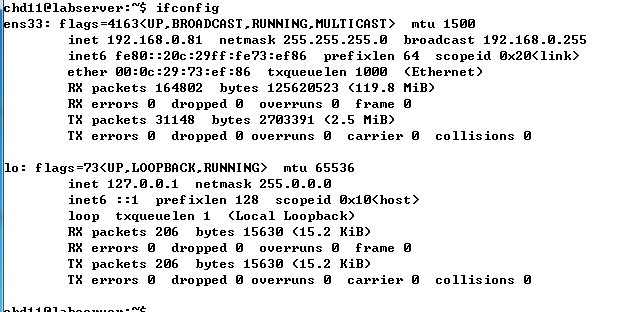 chd11@labserver:~$ ifconfig
ens33: flags=4163<UP,BROADCAST,RUNNING,MULTICAST>  mtu 1500
        inet 192.168.0.81  netmask 255.255.255.0  broadcast 192.168.0.255
        inet6 fe80::20c:29ff:fe73:ef86  prefixlen 64  scopeid 0x20<link>
        ether 00:0c:29:73:ef:86  txqueuelen 1000  (Ethernet)
        RX packets 164802  bytes 125620523 (119.8 MiB)
        RX errors 0  dropped 0  overruns 0  frame 0
        TX packets 31148  bytes 2703391 (2.5 MiB)
        TX errors 0  dropped 0 overruns 0  carrier 0  collisions 0

lo: flags=73<UP,LOOPBACK,RUNNING>  mtu 65536
        inet 127.0.0.1  netmask 255.0.0.0
        inet6 ::1  prefixlen 128  scopeid 0x10<host>
        loop  txqueuelen 1  (Local Loopback)
        RX packets 206  bytes 15630 (15.2 KiB)
        RX errors 0  dropped 0  overruns 0  frame 0
        TX packets 206  bytes 15630 (15.2 KiB)
        TX errors 0  dropped 0 overruns 0  carrier 0  collisions 0

chd11@labserver:~$